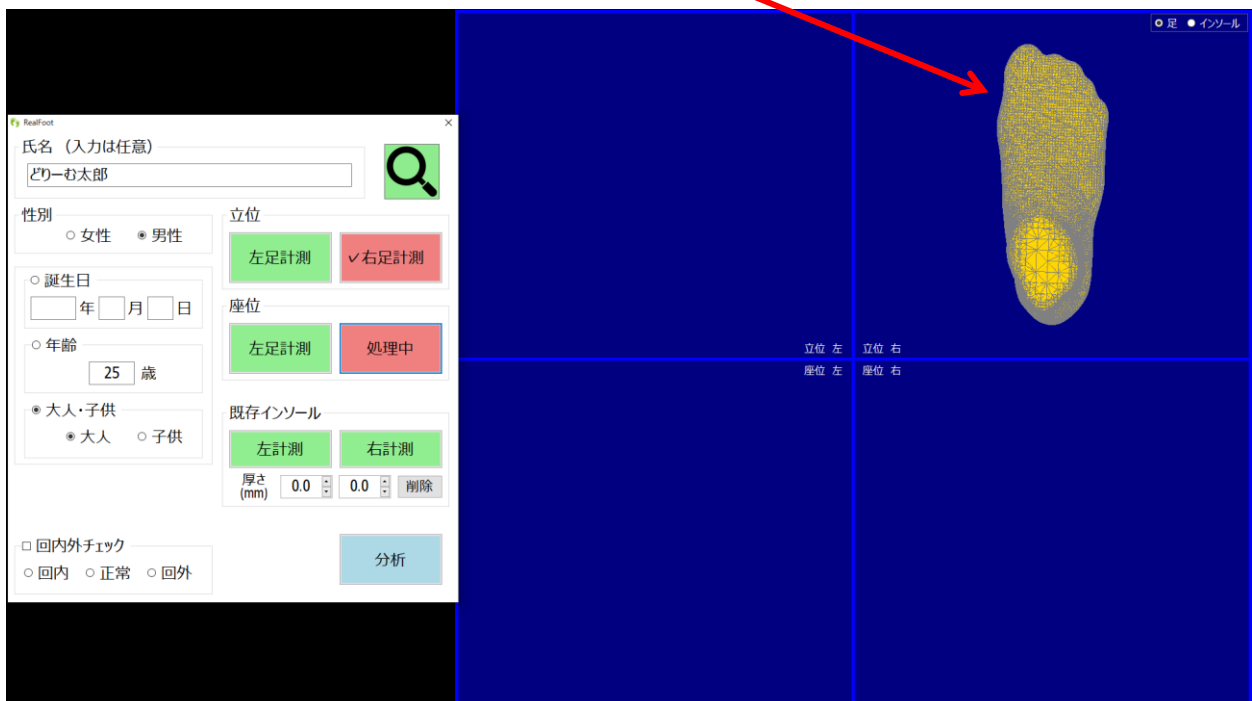 足 インソール
RealFoot
氏名 (入力は任意)
どりーむ太郎
性別
女性 男性
誕生日
年 月 日
年齢
25 歳
大人・子供
大人 子供
回内外チェック
回内 正常 回外
立位
左足計測 ✓右足計測
座位
左足計測 処理中
既存インソール
左計測 右計測
厚さ
(mm) 0.0 0.0 削除
分析
立位 左 立位 右
座位 左 座位 右